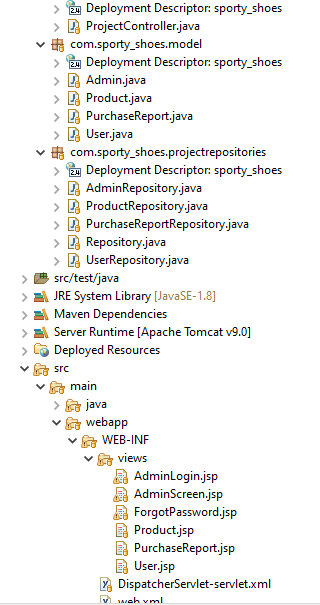 Deployment Descriptor: sporty_shoes
ProjectController.java
com.sporty_shoes.model
Deployment Descriptor: sporty_shoes
Admin.java
Product.java
PurchaseReport.java
User.java
com.sporty_shoes.projectrepositories
Deployment Descriptor: sporty_shoes
AdminRepository.java
ProductRepository.java
PurchaseReportRepository.java
Repository.java
UserRepository.java
src/test/java
JRE System Library [JavaSE-1.8]
Maven Dependencies
Server Runtime [Apache Tomcat v9.0]
Deployed Resources
src
main
java
webapp
WEB-INF
views
AdminLogin.jsp
AdminScreen.jsp
ForgotPassword.jsp
Product.jsp
PurchaseReport.jsp
User.jsp
DispatcherServlet-servlet.xml
web.xml